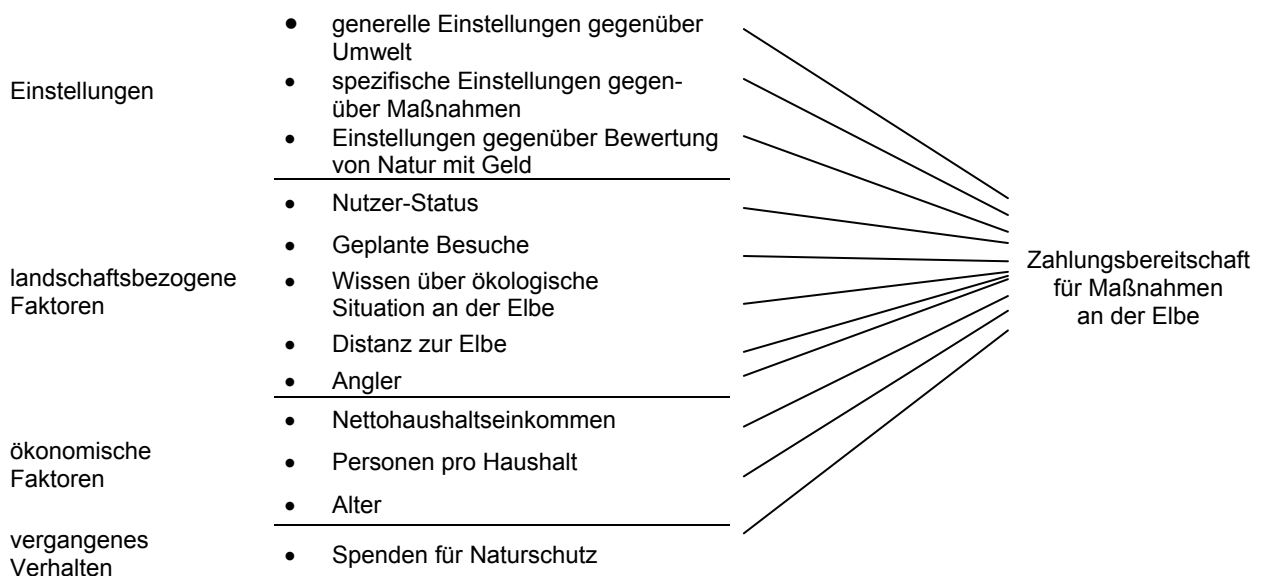 Einstellungen
• generelle Einstellungen gegenüber
Umwelt
• spezifische Einstellungen gegen-
über Maßnahmen
• Einstellungen gegenüber Bewertung
von Natur mit Geld
landschaftsbezogene
Faktoren
• Nutzer-Status
• Geplante Besuche
• Wissen über ökologische
Situation an der Elbe
• Distanz zur Elbe
• Angler
ökonomische
Faktoren
• Nettohaushaltseinkommen
• Personen pro Haushalt
• Alter
vergangenes
Verhalten
• Spenden für Naturschutz
Zahlungsbereitschaft
für Maßnahmen
an der Elbe